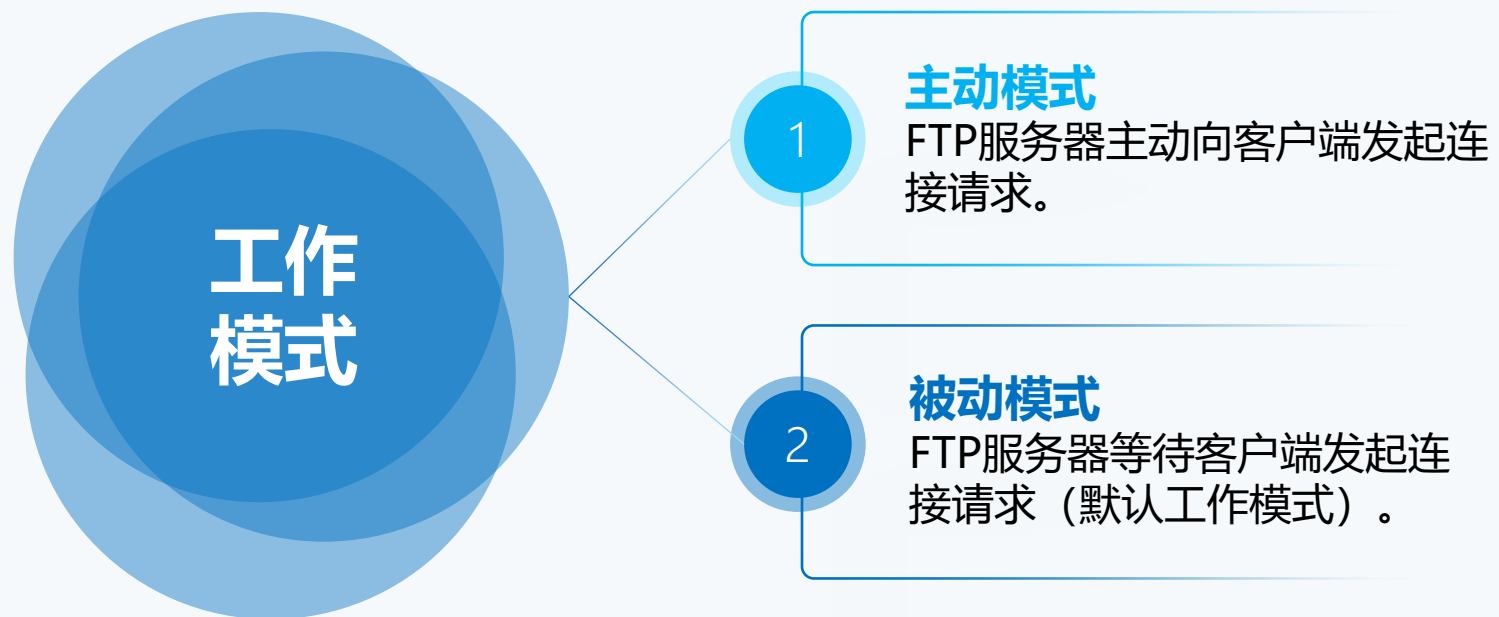 工作
模式
1
主动模式
FTP服务器主动向客户端发起连
接请求。
2
被动模式
FTP服务器等待客户端发起连
接请求（默认工作模式）。